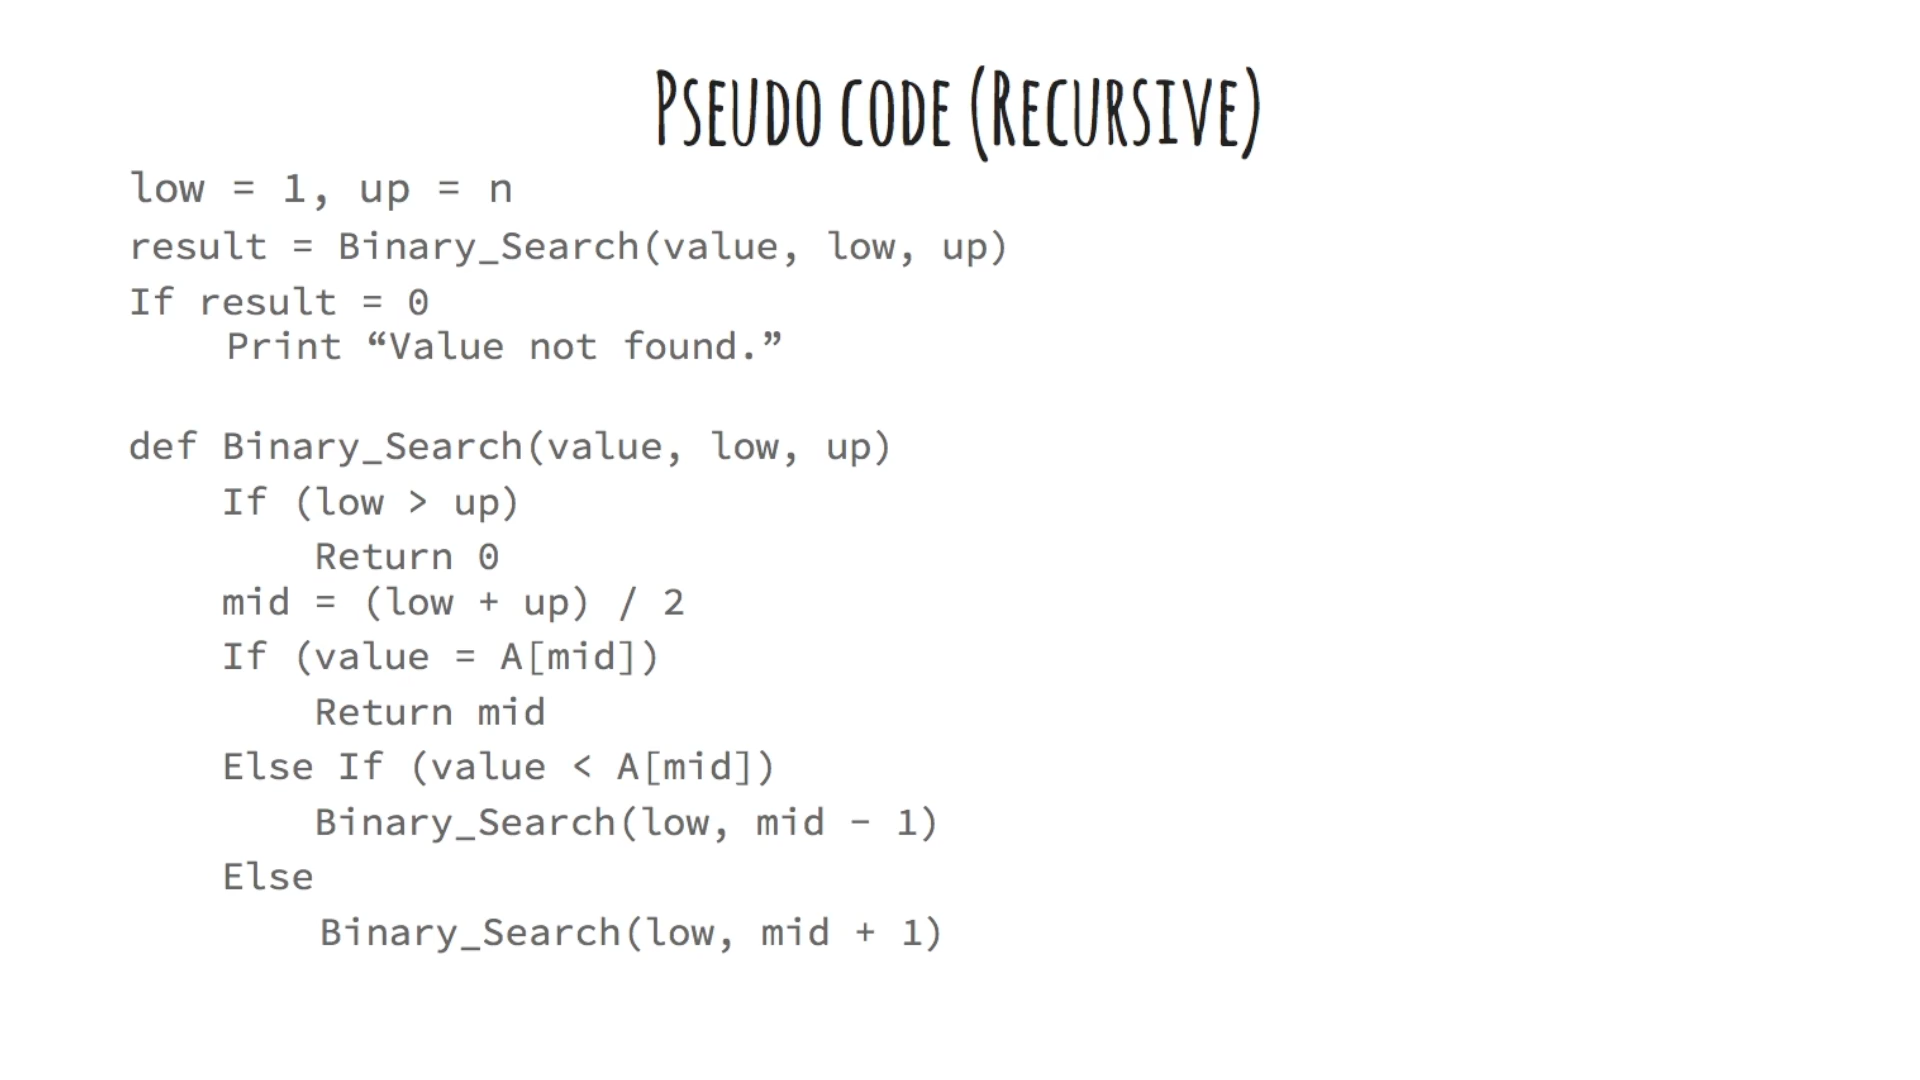 PSEUDO CODE (RECURSIVE)
low = 1, up = n
result = Binary_Search(value, low, up)
If result = 0
Print “Value not found.”
def Binary_Search(value, low, up)
If (low > up)
Return 0
mid = (low + up) / 2
If (value = A[mid])
Return mid
Else If (value < A[mid])
Binary_Search(low, mid – 1)
Else
Binary_Search(low, mid + 1)